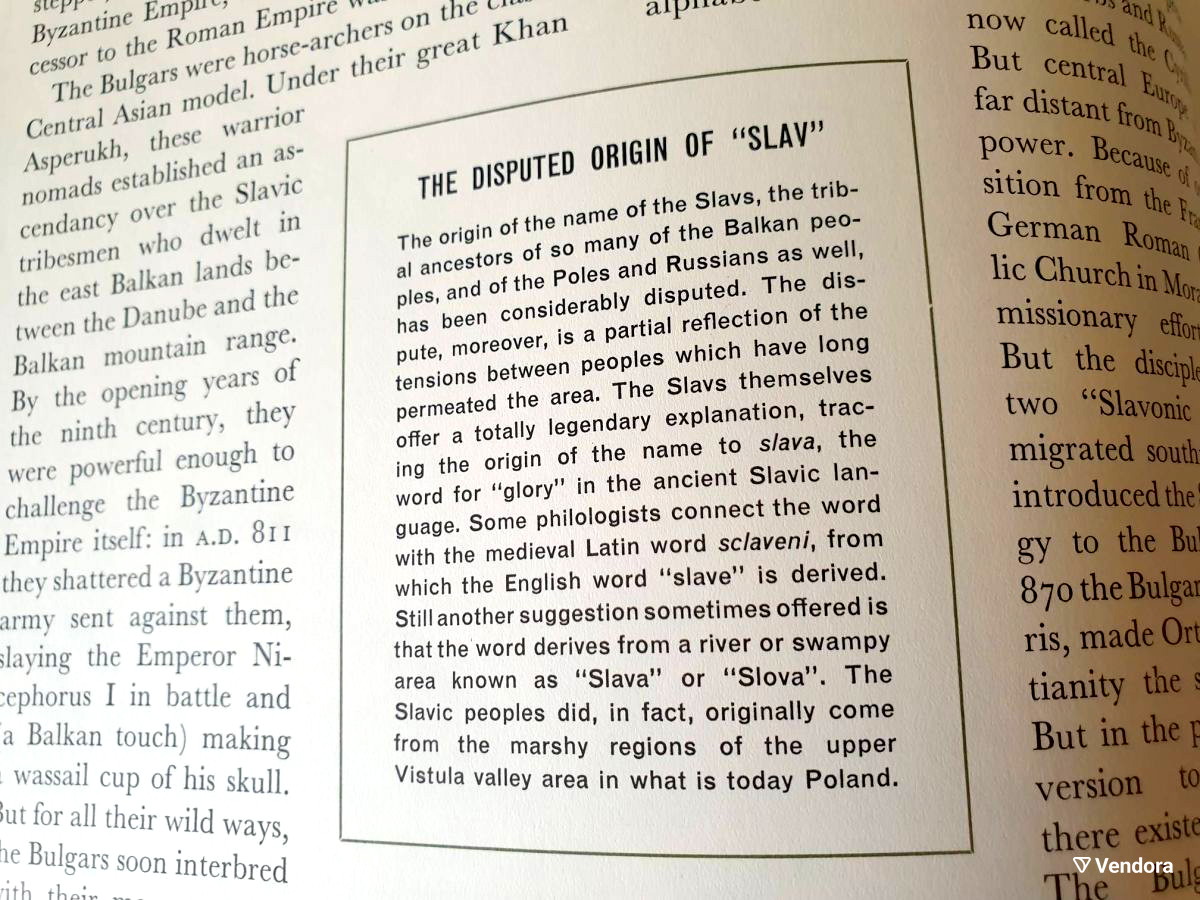 Byzantine Empire,
cessor to the Roman Empire
The Bulgars were horse-archers on the
Central Asian model. Under their great Khan
Asperukh, these warrior
nomads established an as-
cendancy over the Slavic
tribesmen who dwelt in
the east Balkan lands be-
tween the Danube and the
Balkan mountain range.
By the opening years of
the ninth century, they
were powerful enough to
challenge the Byzantine
Empire itself: in A.D. 811
they shattered a Byzantine
army sent against them,
slaying the Emperor Ni-
cephorus I in battle and
a Balkan touch) making
wassail cup of his skull.
But for all their wild ways,
he Bulgars soon interbred
with their
THE DISPUTED ORIGIN OF “SLAV”
The origin of the name of the Slavs, the trib-
al ancestors of so many of the Balkan peo-
ples, and of the Poles and Russians as well,
has been considerably disputed. The dis-
pute, moreover, is a partial reflection of the
tensions between peoples which have long
permeated the area. The Slavs themselves
offer a totally legendary explanation, trac-
ing the origin of the name to slava, the
word for “glory” in the ancient Slavic lan-
guage. Some philologists connect the word
with the medieval Latin word sclaveni, from
which the English word “slave” is derived.
Still another suggestion sometimes offered is
that the word derives from a river or swampy
area known as “Slava” or “Slova”. The
Slavic peoples did, in fact, originally come
from the marshy regions of the upper
Vistula valley area in what is today Poland.
and
now called the
But central Europe
far distant from
power. Because of
sition from the
German Roman
lic Church in
missionary
But the
two “Slavonic
migrated south
introduced the
gy to the
870 the Bulgar
ris, made
tianity the
But in the
version to
there existe
The Bulg
Vendora